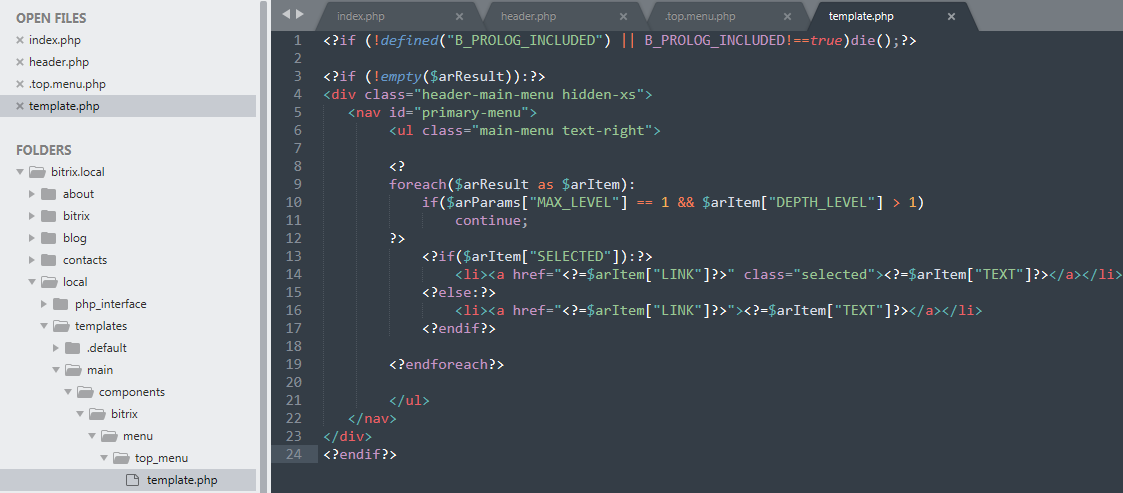 OPEN FILES
index.php
header.php
.top.menu.php
template.php
FOLDERS
bitrix.local
about
bitrix
blog
contacts
local
php_interface
templates
.default
main
components
bitrix
menu
top_menu
template.php
index.php header.php .top.menu.php template.php
1 <?if (!defined("B_PROLOG_INCLUDED") || B_PROLOG_INCLUDED!==true)die();?>
2
3 <?if (!empty($arResult)):?>
4 <div class="header-main-menu hidden-xs">
5 <nav id="primary-menu">
6 <ul class="main-menu text-right">
7
8 <?
9 foreach($arResult as $arItem):
10 if($arParams["MAX_LEVEL"] == 1 && $arItem["DEPTH_LEVEL"] > 1)
11 continue;
12 ?>
13 <?if($arItem["SELECTED"]):?>
14 <li><a href="<?=$arItem["LINK"]?>" class="selected"><?=$arItem["TEXT"]?></a></li>
15 <?else:?>
16 <li><a href="<?=$arItem["LINK"]?>"><?=$arItem["TEXT"]?></a></li>
17 <?endif?>
18
19 <?endforeach?>
20
21 </ul>
22 </nav>
23 </div>
24 <?endif?>